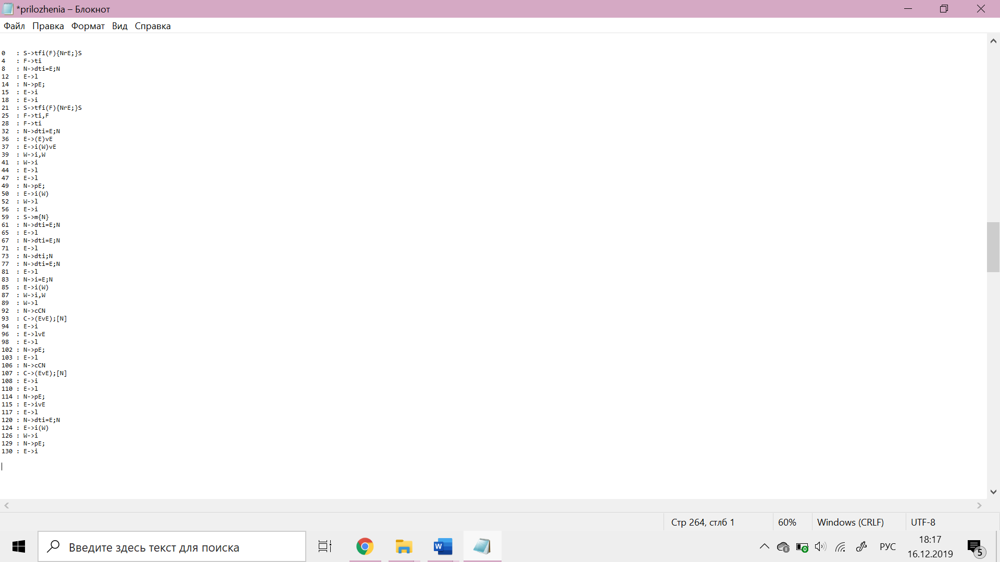 *prilozhenia – Блокнот
Файл Правка Формат Вид Справка
0 : S->tfi(F){NrE;}S
4 : F->ti
8 : N->dti=E;N
12 : E->l
14 : N->pE;
15 : E->i
18 : E->i
21 : S->tfi(F){NrE;}S
25 : F->ti,F
28 : F->ti
32 : N->dti=E;N
36 : E->(E)vE
37 : E->i(W)vE
39 : W->i,W
41 : W->i
44 : E->l
47 : E->l
49 : N->pE;
50 : E->i(W)
52 : W->l
56 : E->i
59 : S->m{N}
61 : N->dti=E;N
65 : E->l
67 : N->dti=E;N
71 : E->l
73 : N->dti;N
77 : N->dti=E;N
81 : E->l
83 : N->i=E;N
85 : E->i(W)
87 : W->i,W
89 : W->l
92 : N->cCN
93 : C->(EvE);[N]
94 : E->i
96 : E->lvE
98 : E->l
102 : N->pE;
103 : E->l
106 : N->cCN
107 : C->(EvE);[N]
108 : E->i
110 : E->l
114 : N->pE;
115 : E->ivE
117 : E->l
120 : N->dti=E;N
124 : E->i(W)
126 : W->i
129 : N->pE;
130 : E->i
Стр 264, стлб 1 60% Windows (CRLF) UTF-8
Введите здесь текст для поиска
W
РУС
18:17
16.12.2019
5